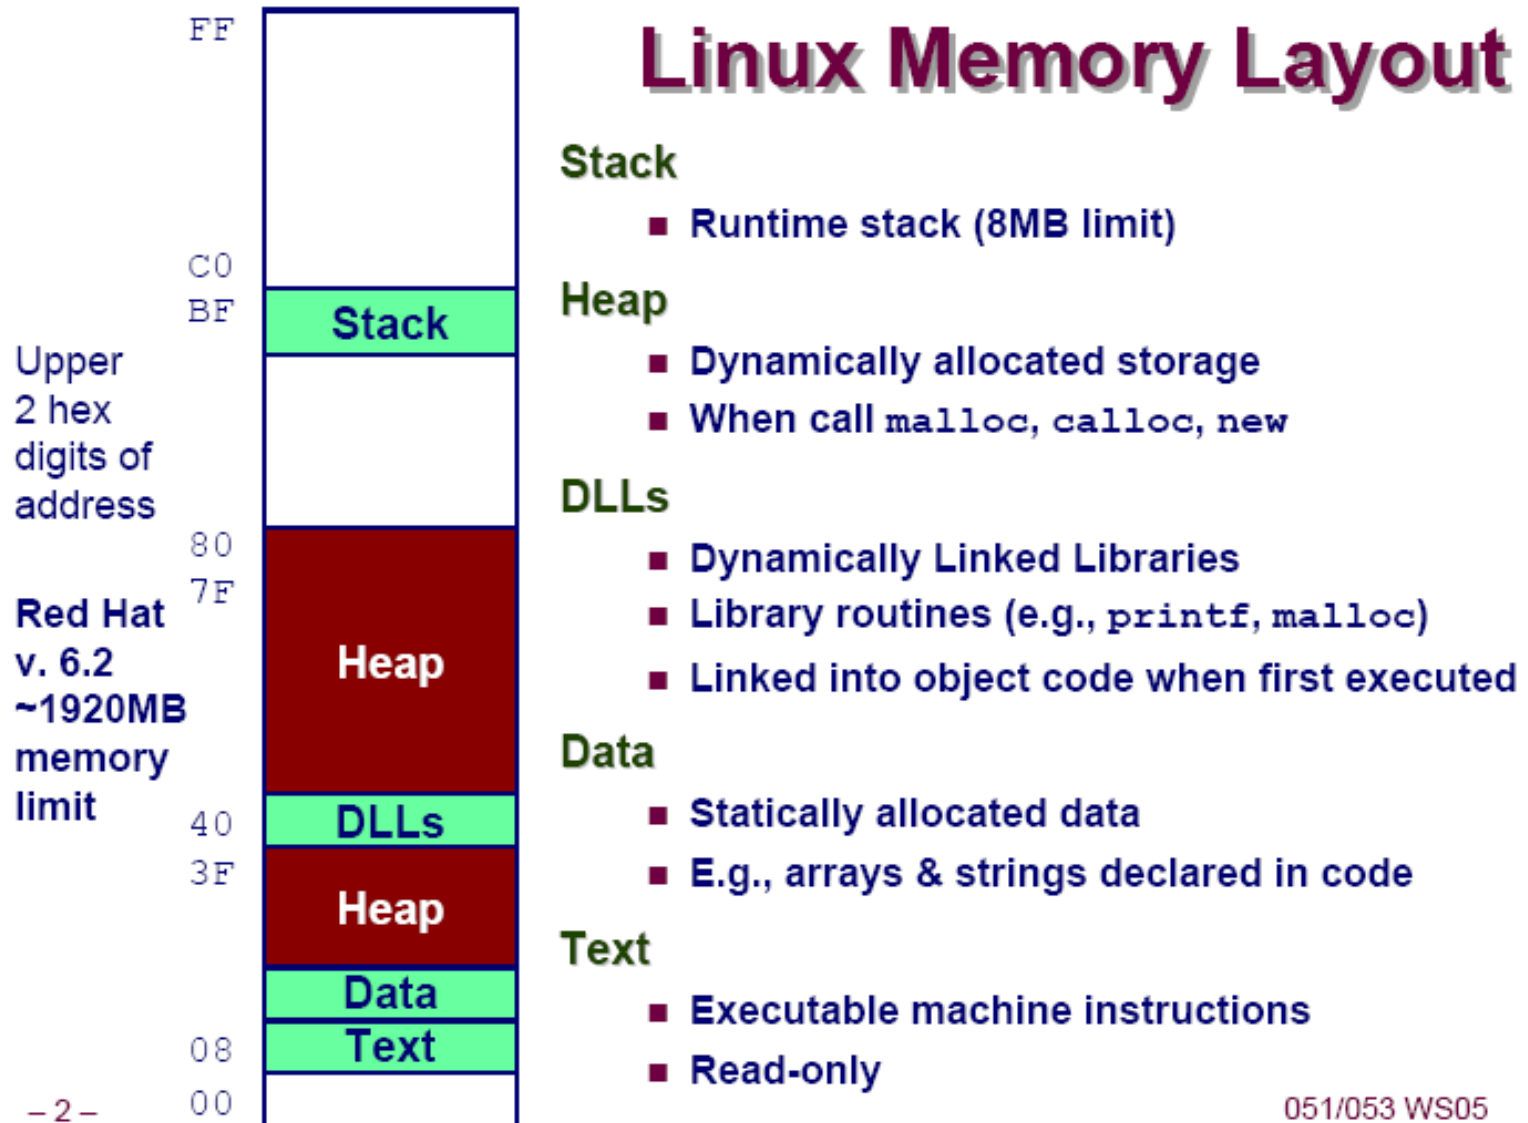 Linux Memory Layout
FF
C0
BF
Stack
Upper
2 hex
digits of
address
80
7F
Red Hat
v. 6.2
~1920MB
memory
limit
Heap
40
DLLs
3F
Heap
Data
08
Text
00
Stack
Runtime stack (8MB limit)
Heap
Dynamically allocated storage
When call malloc, calloc, new
DLLs
Dynamically Linked Libraries
Library routines (e.g., printf, malloc)
Linked into object code when first executed
Data
Statically allocated data
E.g., arrays & strings declared in code
Text
Executable machine instructions
Read-only
– 2 –
051/053 WS05